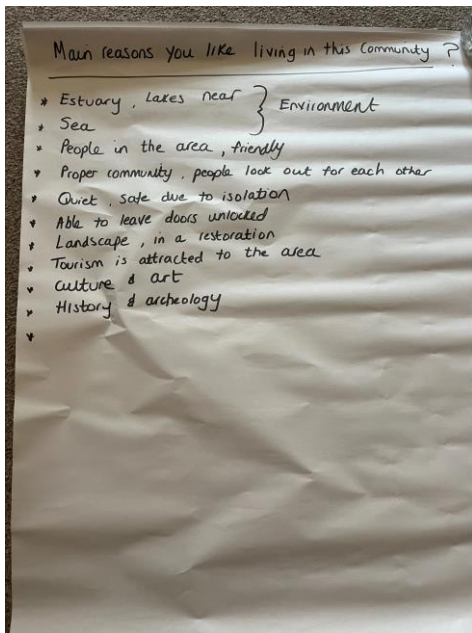 Main reasons you like living in this Community ?
* Estuary, Lakes near } Environment
* Sea
* People in the area, friendly
* Proper community, people look out for each other
* Quiet, safe due to isolation
* Able to leave doors unlocked
* Landscape, in a restoration
* Tourism is attracted to the area
* Culture & art
* History & archeology
*